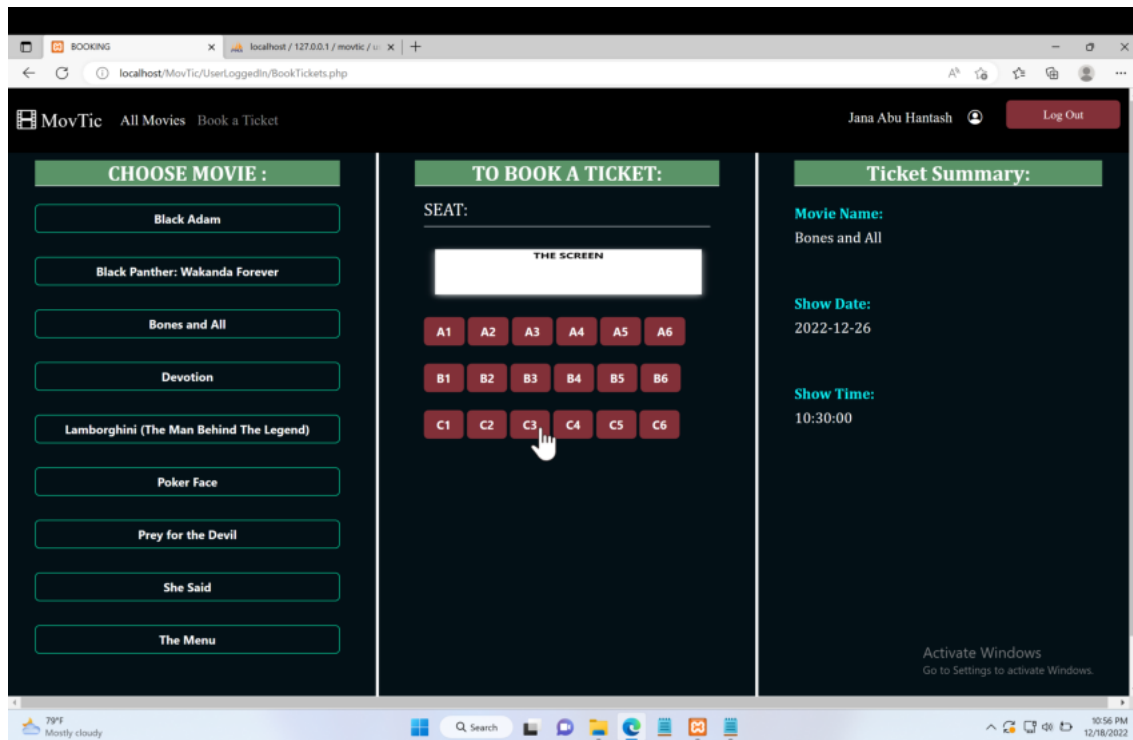 BOOKING
localhost / 127.0.0.1 / movtic / u
localhost/MovTic/UserLoggedIn/BookTickets.php
MovTic All Movies Book a Ticket
Jana Abu Hantash
Log Out
CHOOSE MOVIE :
Black Adam
Black Panther: Wakanda Forever
Bones and All
Devotion
Lamborghini (The Man Behind The Legend)
Poker Face
Prey for the Devil
She Said
The Menu
TO BOOK A TICKET:
SEAT:
THE SCREEN
A1 A2 A3 A4 A5 A6
B1 B2 B3 B4 B5 B6
C1 C2 C3 C4 C5 C6
Ticket Summary:
Movie Name:
Bones and All
Show Date:
2022-12-26
Show Time:
10:30:00
Activate Windows
Go to Settings to activate Windows.
79°F
Mostly cloudy
Search
10:56 PM
12/18/2022